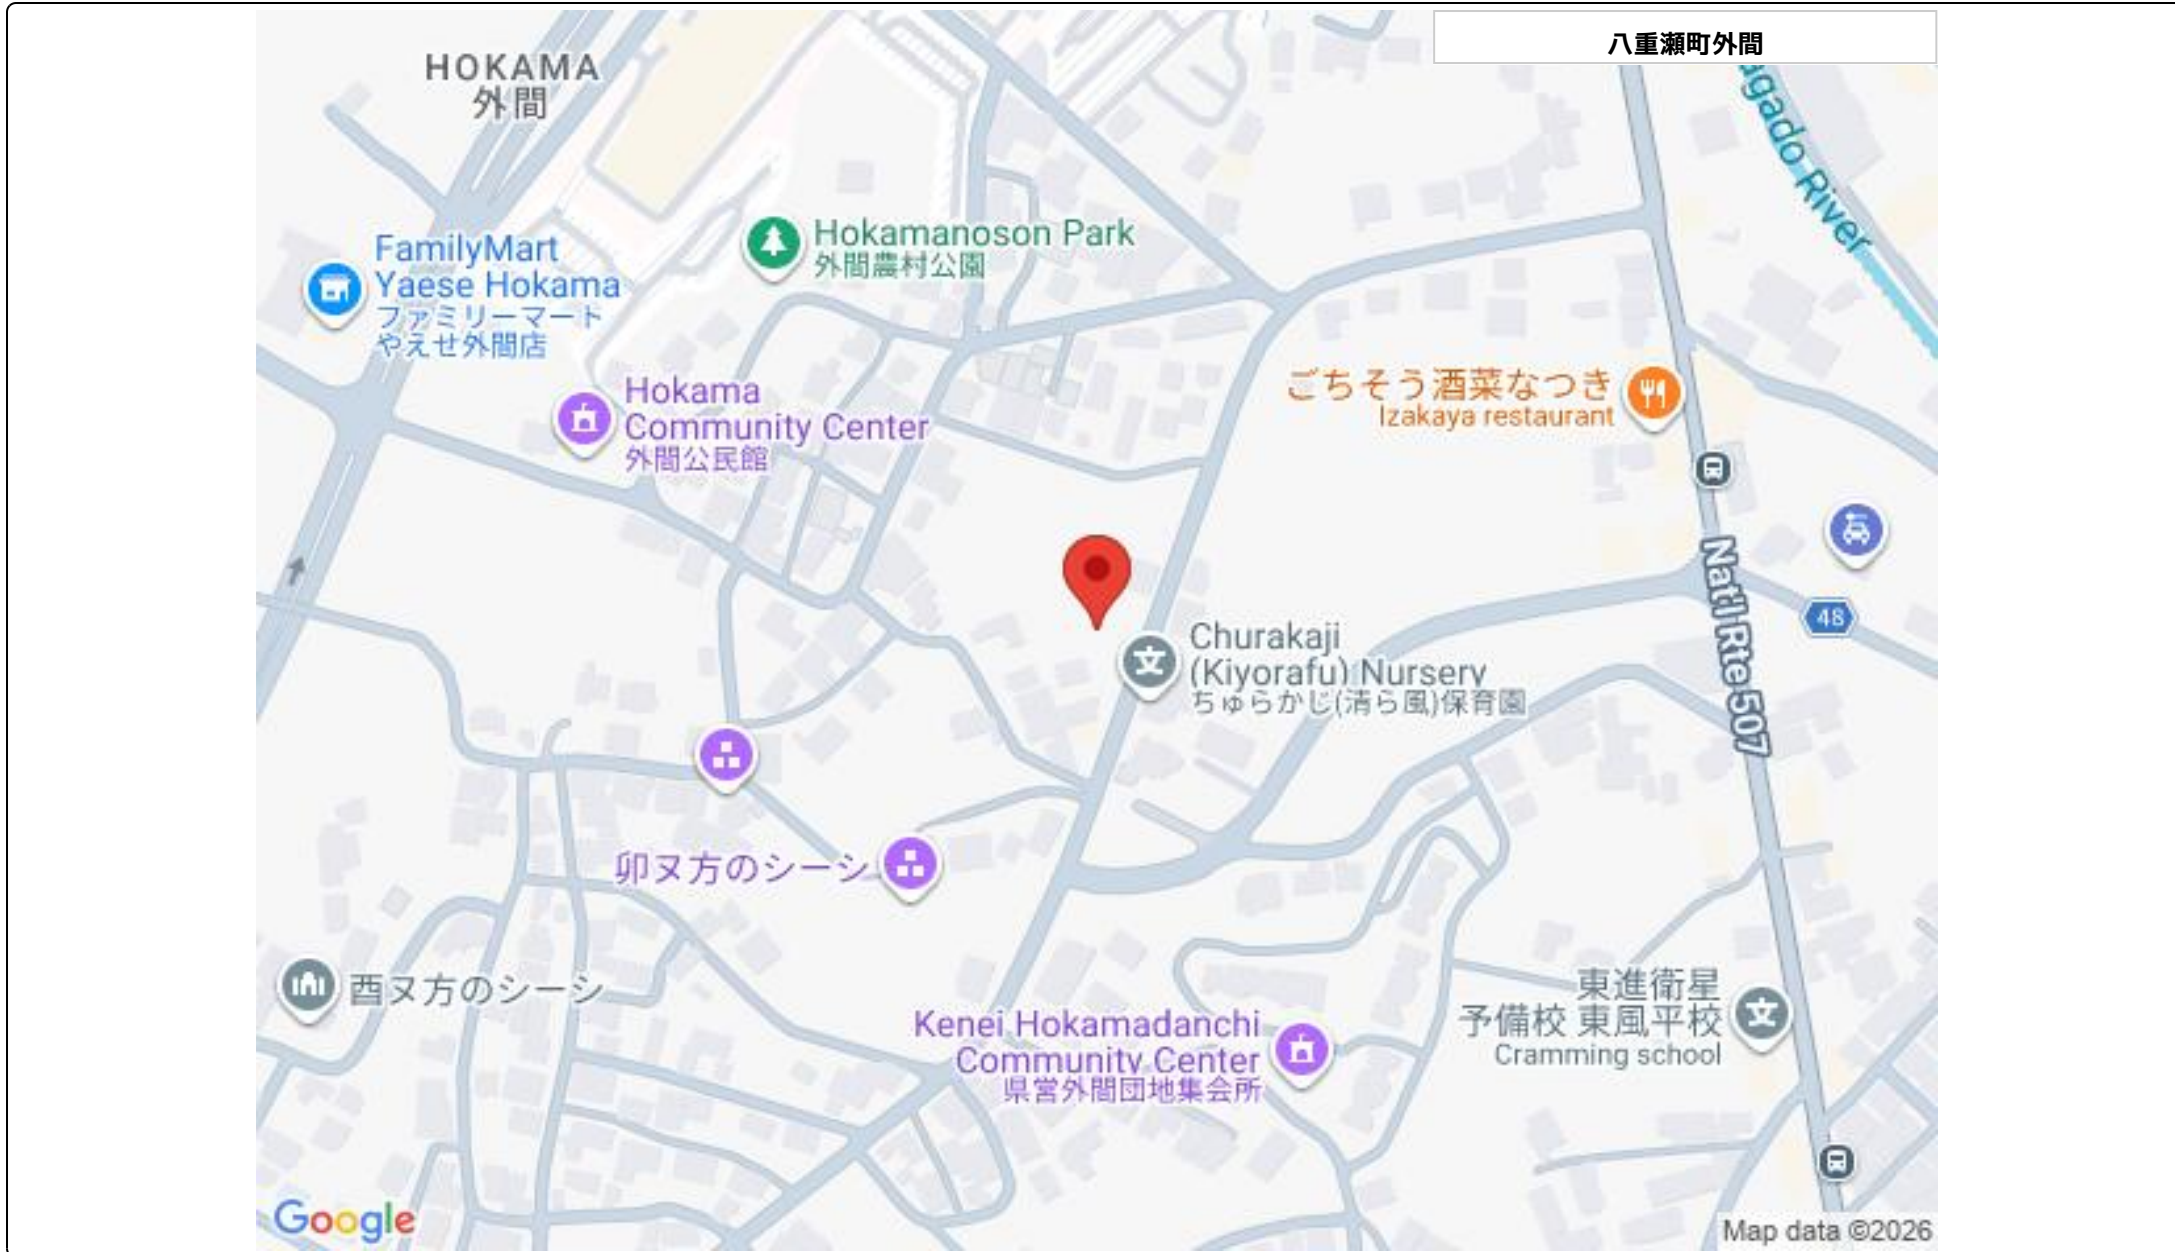 八重瀬町外間
HOKAMA
外間
Hokamanoson Park
外間農村公園
FamilyMart
Yaese Hokama
ファミリーマート
やえせ外間店
Hokama
Community Center
外間公民館
ごちそう酒菜なつき
Izakaya restaurant
River
Nat'l Rte 507
48
Churakaji
(Kiyorafu) Nursery
ちゅらかじ(清ら風)保育園
卯ヌ方のシーシ
酉ヌ方のシーシ
Kenei Hokamadanchi
Community Center
県営外間団地集会所
東進衛星
予備校 東風平校
Cramming school
文
文
Google
Map data ©2026